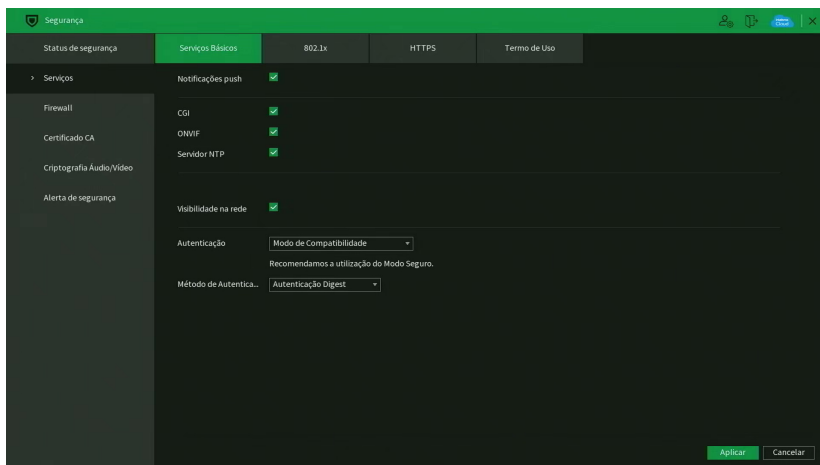 Segurança
Cloud
Status de segurança
Serviços Básicos
802.1x
HTTPS
Termo de Uso
Serviços
Firewall
Certificado CA
Criptografia Áudio/Vídeo
Alerta de segurança
Notificações push
CGI
ONVIF
Servidor NTP
Visibilidade na rede
Autenticação Modo de Compatibilidade
Recomendamos a utilização do Modo Seguro.
Método de Autentica... Autenticação Digest
Aplicar Cancelar